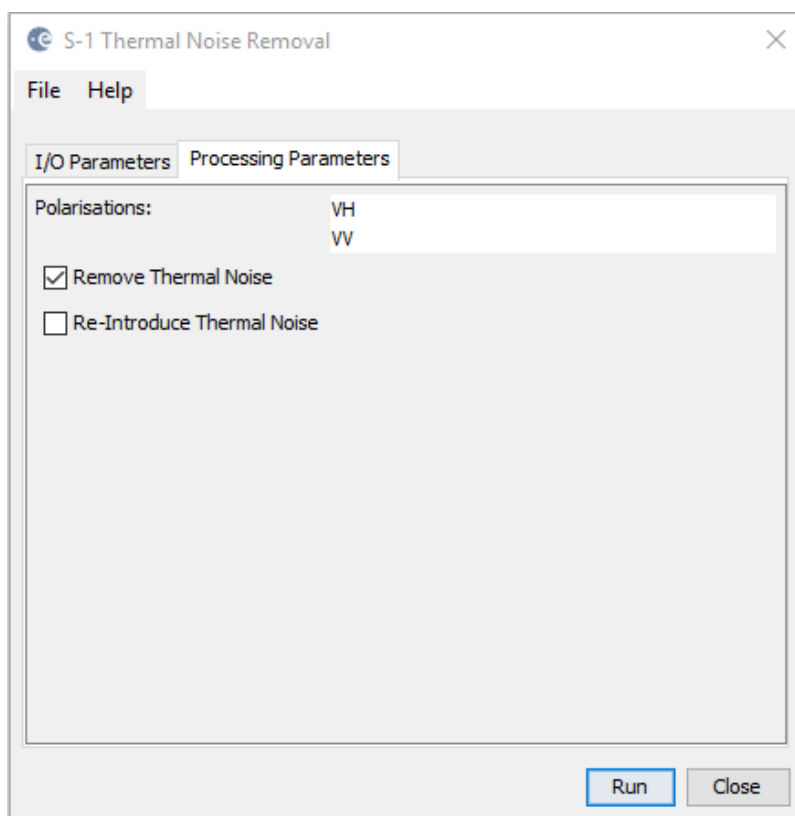 S-1 Thermal Noise Removal
File Help
I/O Parameters Processing Parameters
Polarisations: VH
VV
Remove Thermal Noise
Re-Introduce Thermal Noise
Run Close